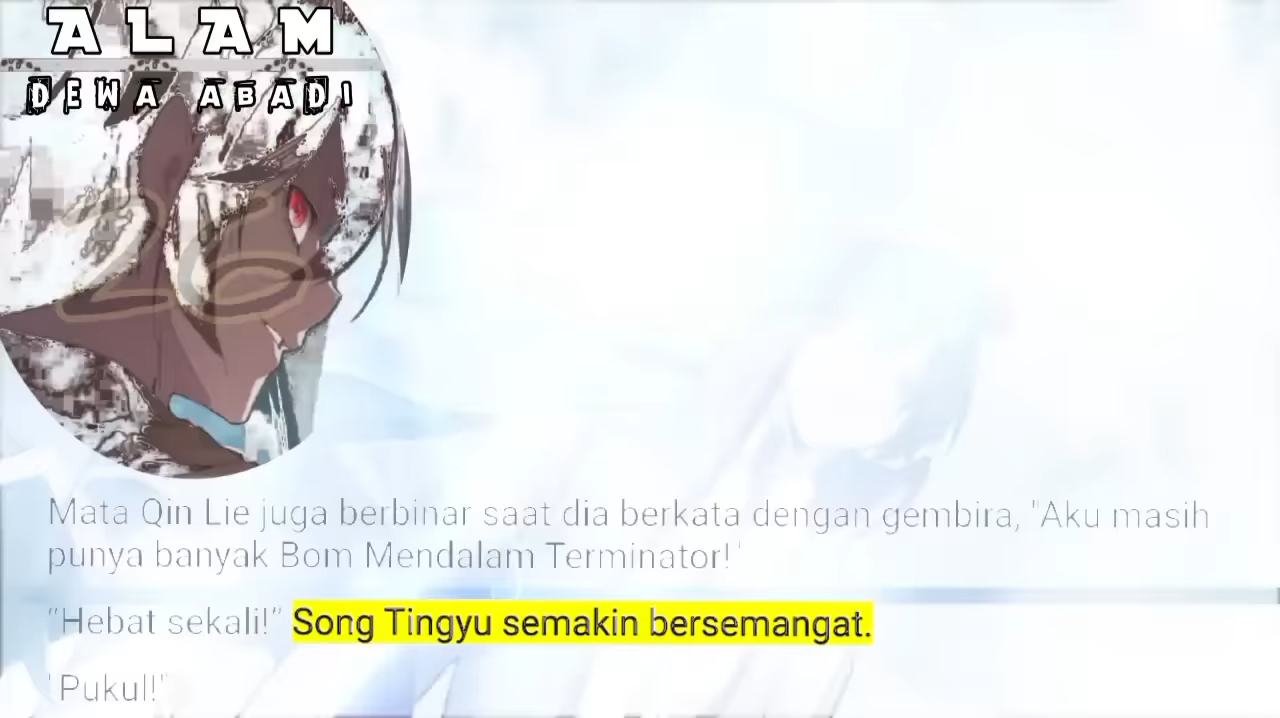 ALAM
DEWA ABADI
26
Mata Qin Lie juga berbinar saat dia berkata dengan gembira, "Aku masih
punya banyak Bom Mendalam Terminator!"
“Hebat sekali!” Song Tingyu semakin bersemangat.
"Pukul!"